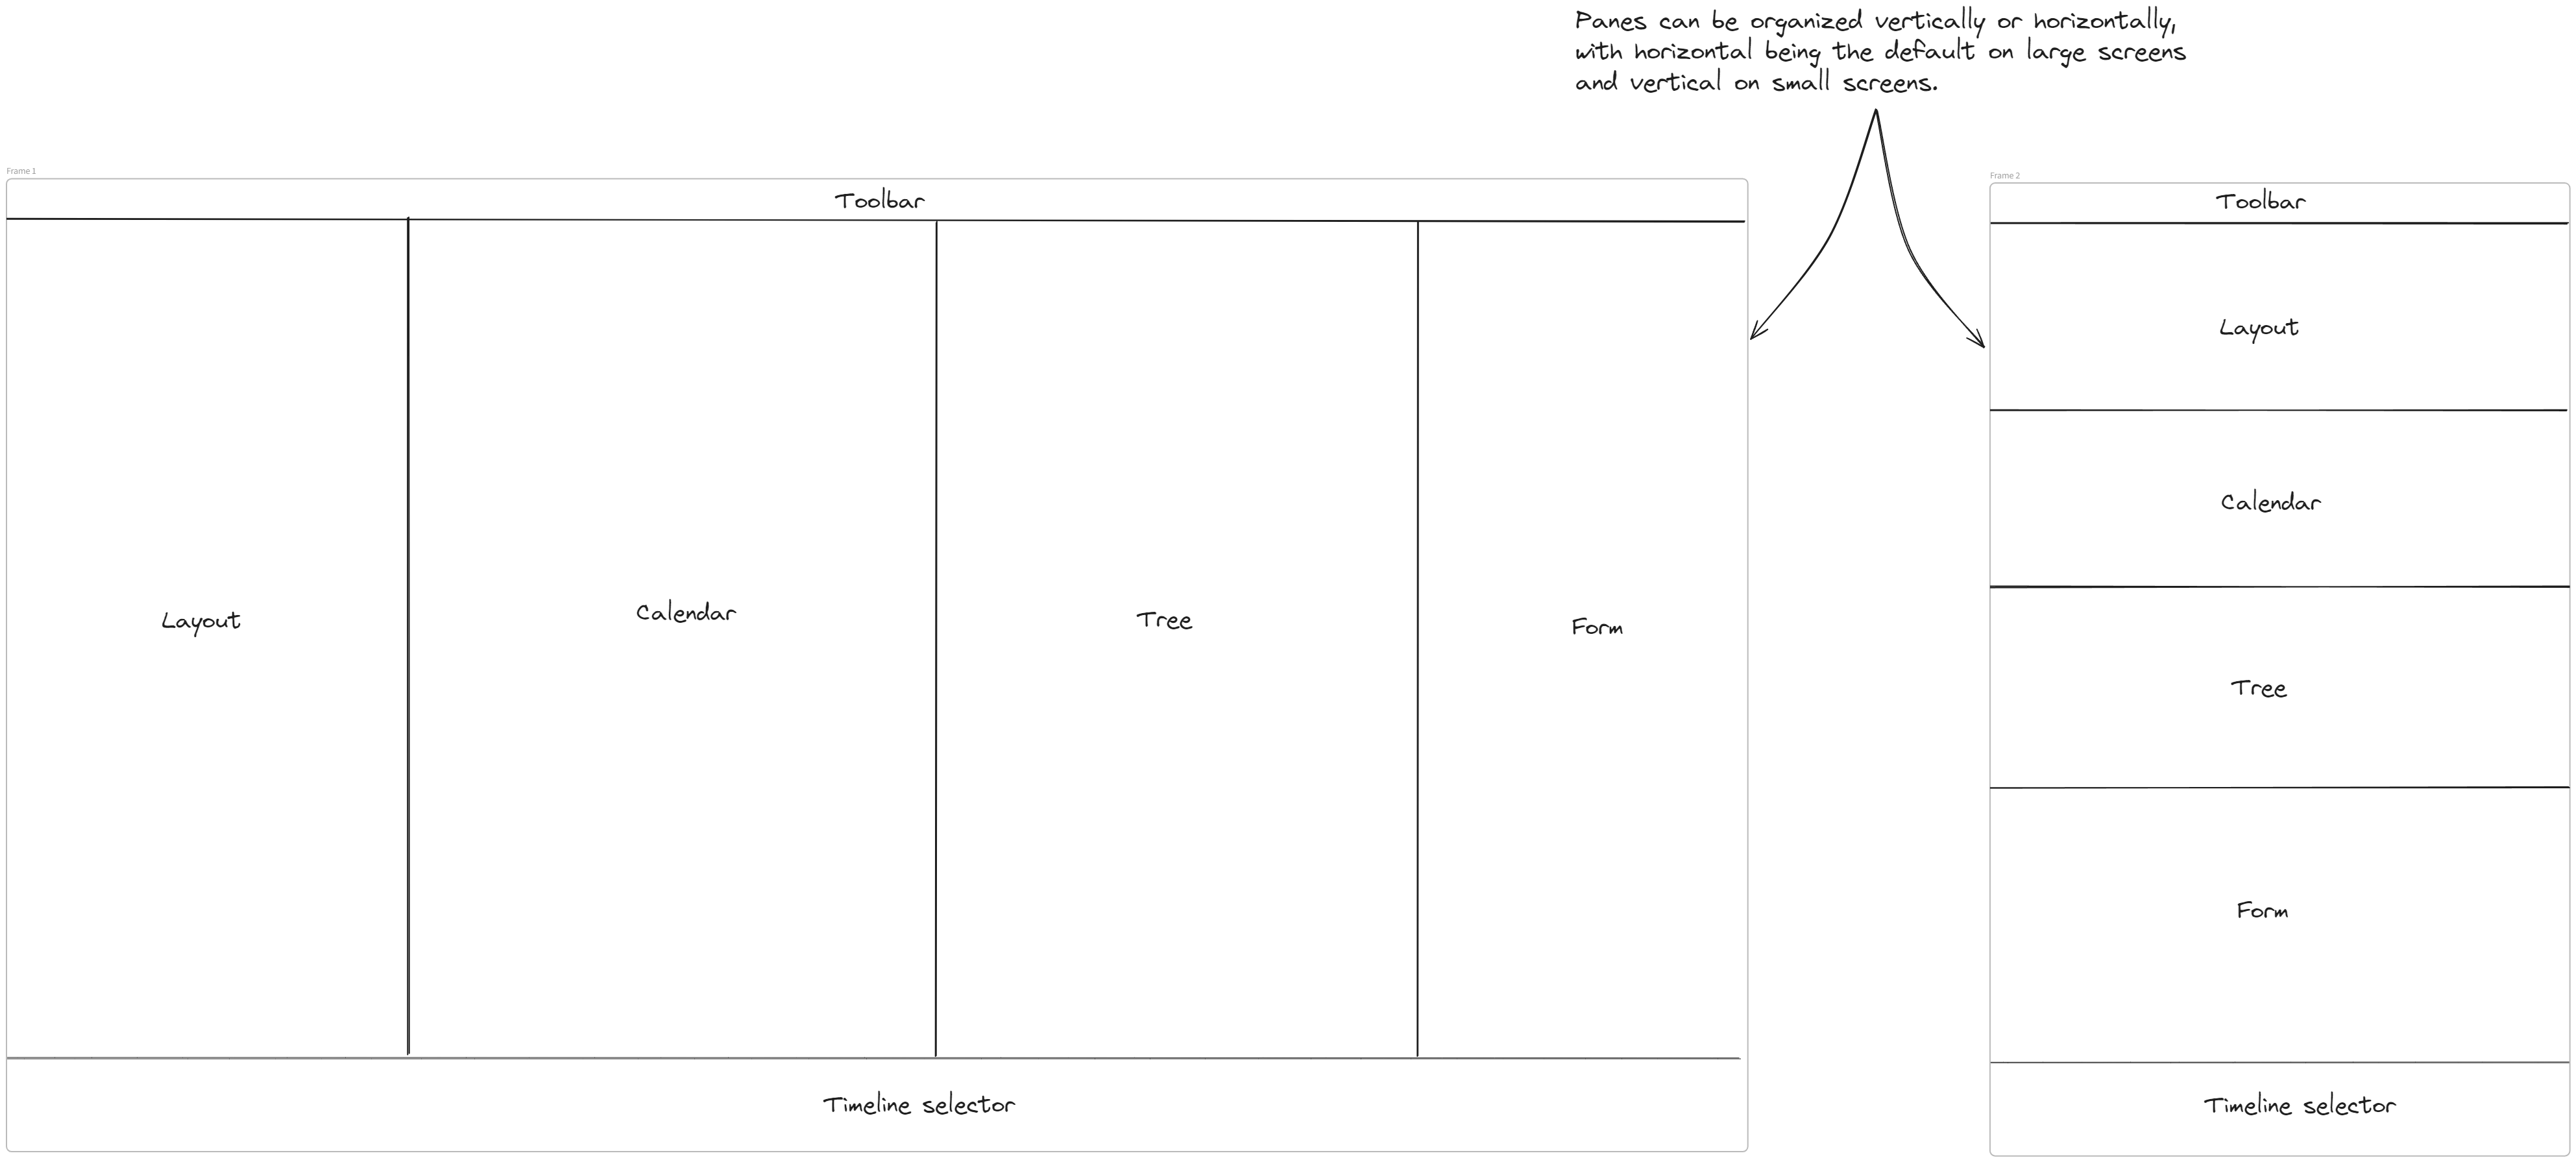 Panes can be organized vertically or horizontally,
with horizontal being the default on large screens
and vertical on small screens.
Frame 1
Toolbar
Layout
Calendar
Tree
Form
Timeline selector
Frame 2
Toolbar
Layout
Calendar
Tree
Form
Timeline selector